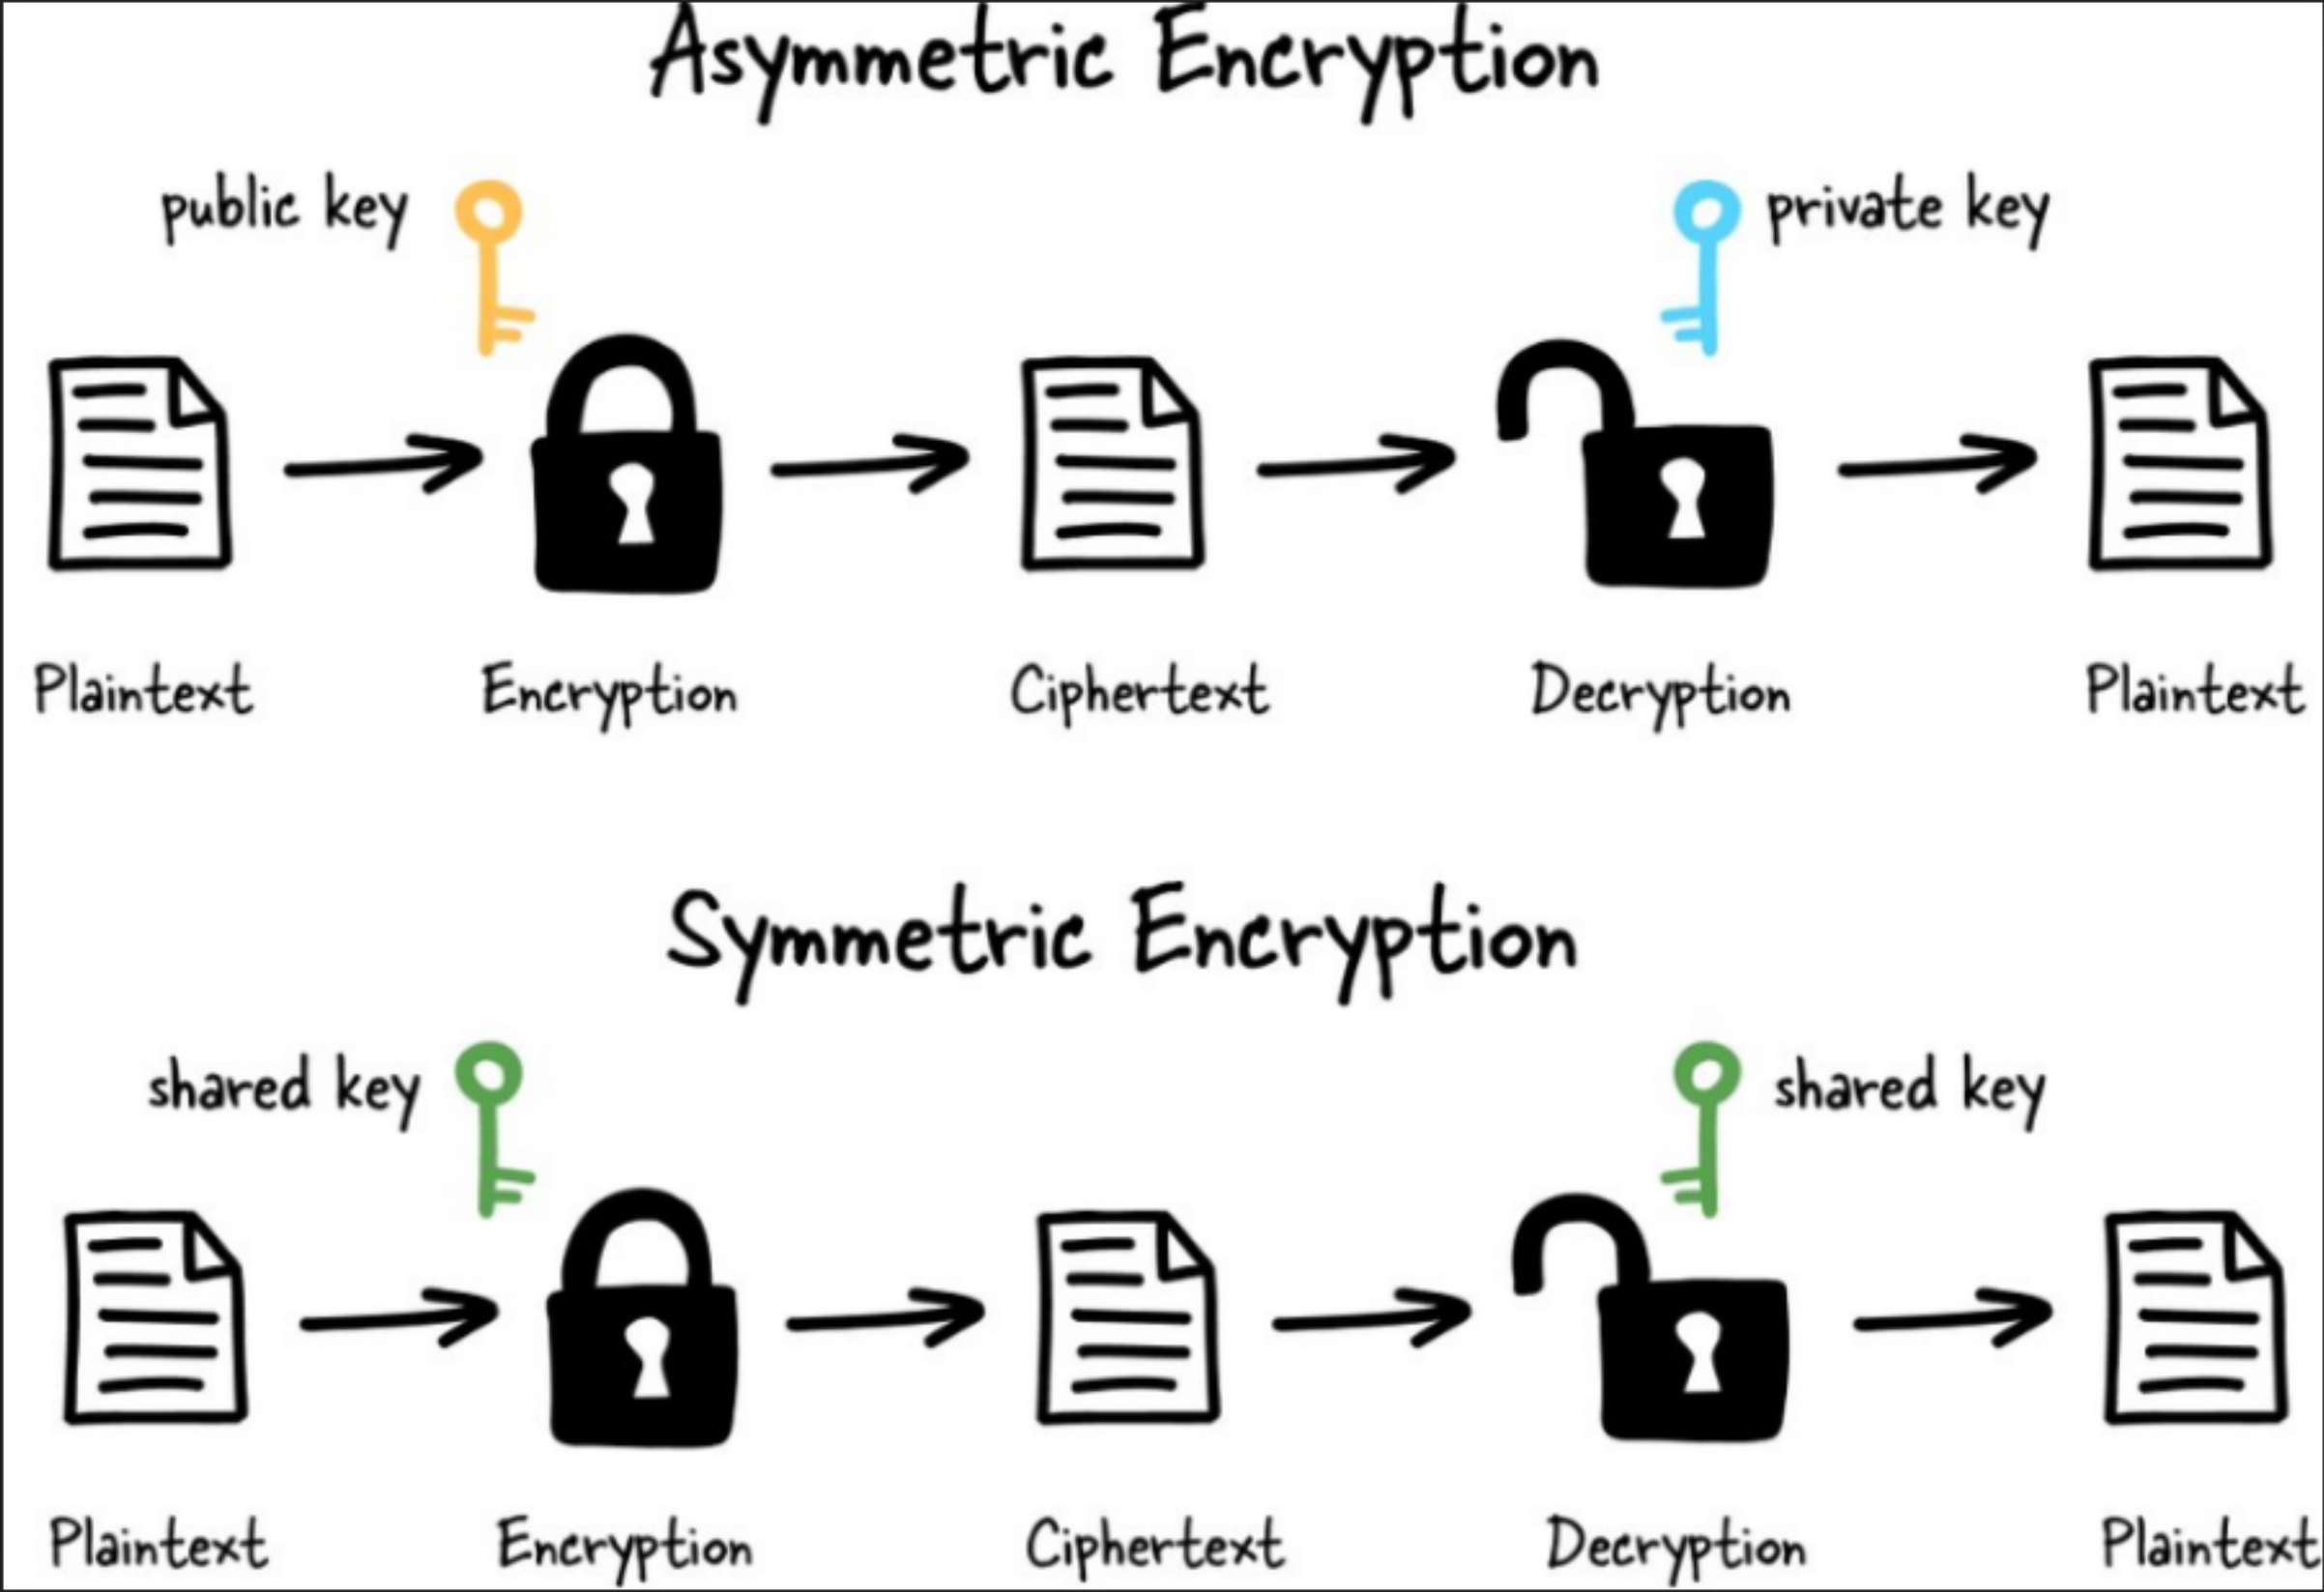 Asymmetric Encryption
public key
private key
Plaintext
Encryption
Ciphertext
Decryption
Plaintext
Symmetric Encryption
shared key
shared key
Plaintext
Encryption
Ciphertext
Decryption
Plaintext